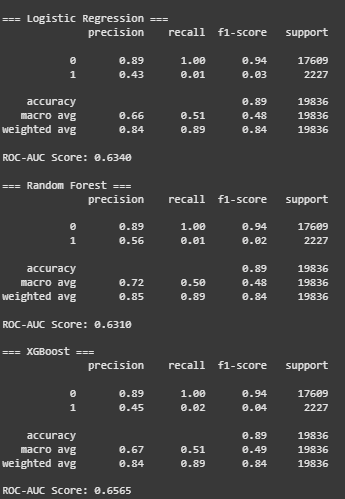 === Logistic Regression ===
precision recall f1-score support
0 0.89 1.00 0.94 17609
1 0.43 0.01 0.03 2227
accuracy 0.89 19836
macro avg 0.66 0.51 0.48 19836
weighted avg 0.84 0.89 0.84 19836
ROC-AUC Score: 0.6340
=== Random Forest ===
precision recall f1-score support
0 0.89 1.00 0.94 17609
1 0.56 0.01 0.02 2227
accuracy 0.89 19836
macro avg 0.72 0.50 0.48 19836
weighted avg 0.85 0.89 0.84 19836
ROC-AUC Score: 0.6310
=== XGBoost ===
precision recall f1-score support
0 0.89 1.00 0.94 17609
1 0.45 0.02 0.04 2227
accuracy 0.89 19836
macro avg 0.67 0.51 0.49 19836
weighted avg 0.84 0.89 0.84 19836
ROC-AUC Score: 0.6565